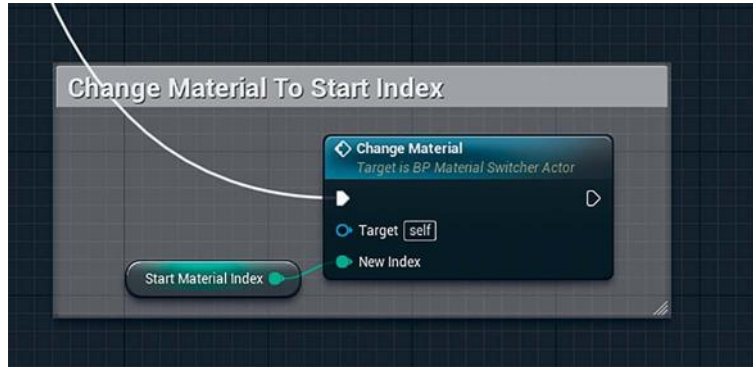 Change Material To Start Index
Change Material
Target is BP Material Switcher Actor
Target self
New Index
Start Material Index